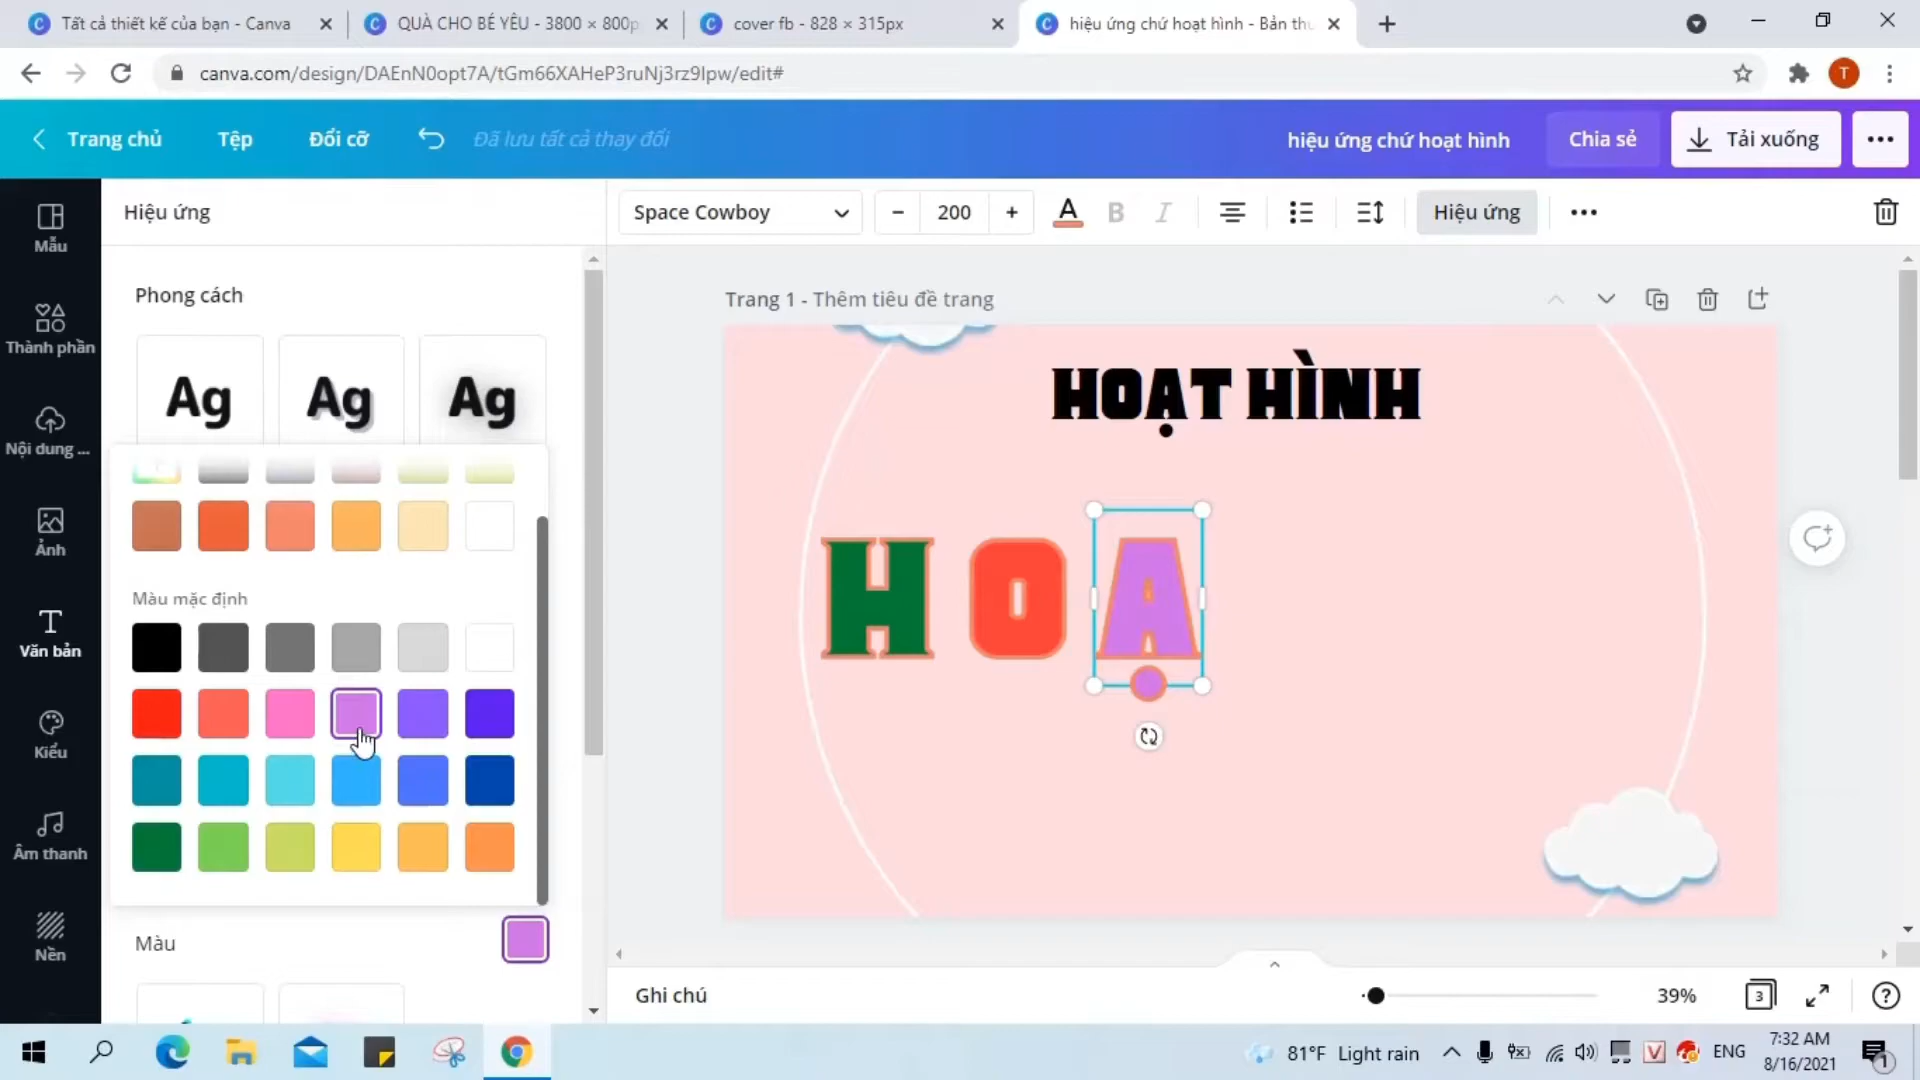 Tất cả thiết kế của bạn - Canva
QUÀ CHO BÉ YÊU - 3800 × 800p
cover fb - 828 × 315px
hiệu ứng chứ hoạt hình - Bản thu
canva.com/design/DAEnN0opt7A/tGm66XAHeP3ruNj3rz9Ipw/edit#
T
Trang chủ
Tệp
Đổi cỡ
Đã lưu tất cả thay đổi
hiệu ứng chứ hoạt hình
Chia sẻ
Tải xuống
Mẫu
Thành phần
Nội dung ...
Ảnh
Văn bản
Kiểu
Âm thanh
Nền
Hiệu ứng
Phong cách
Ag
Ag
Ag
Màu mặc định
Màu
Space Cowboy
200
A
B
I
Hiệu ứng
Trang 1 - Thêm tiêu đề trang
HOẠT HÌNH
H O Ạ
Ghi chú
39%
3
81°F Light rain
V
ENG
7:32 AM
8/16/2021
1